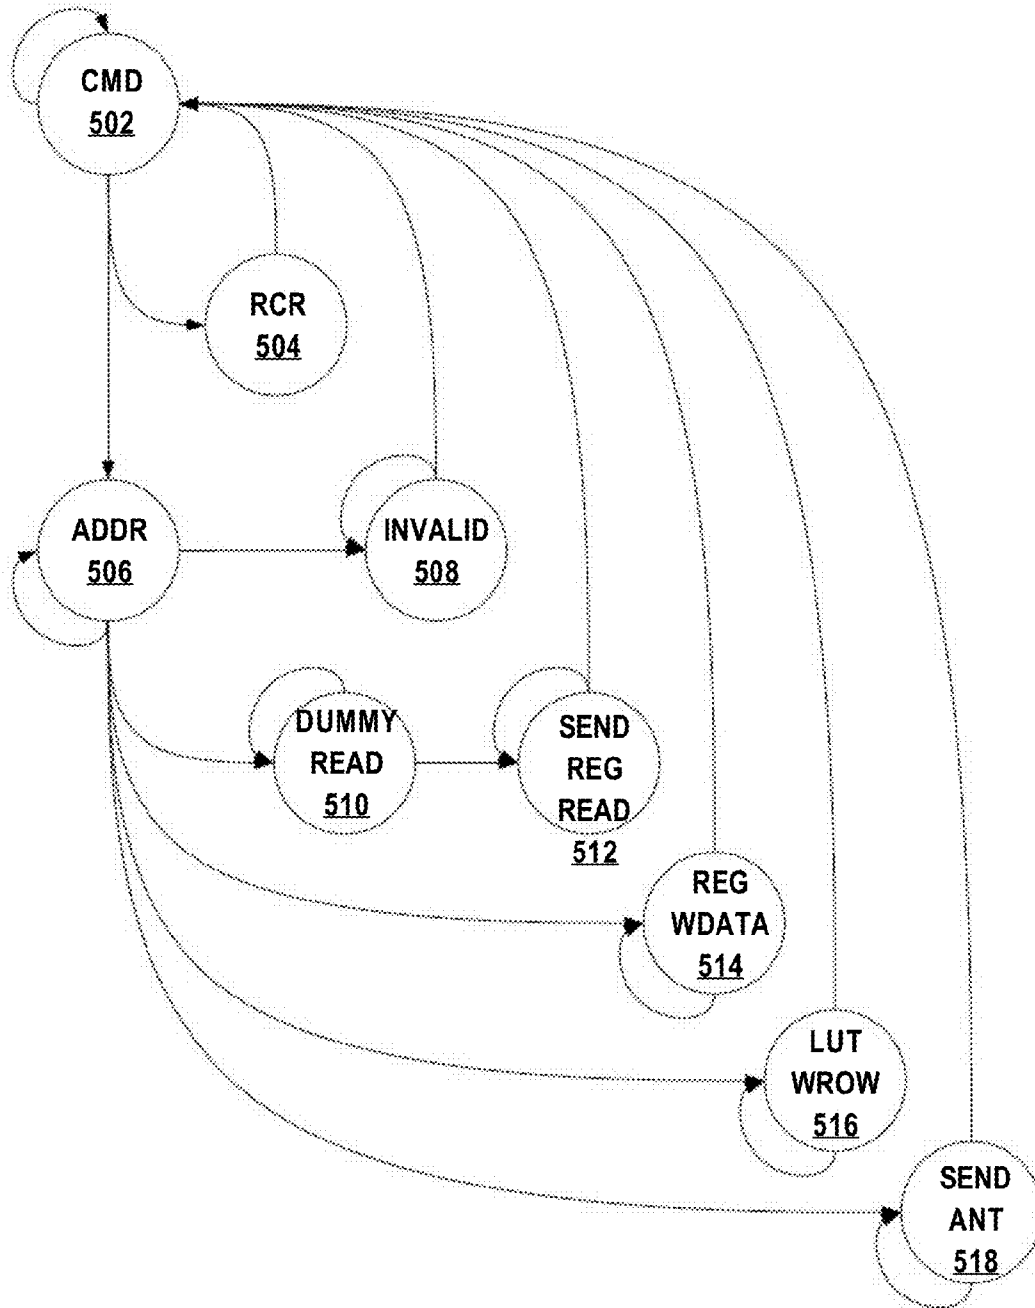 CMD
502
RCR
504
ADDR
506
INVALID
508
DUMMY
READ
510
SEND
REG
READ
512
REG
WDATA
514
LUT
WROW
516
SEND
ANT
518